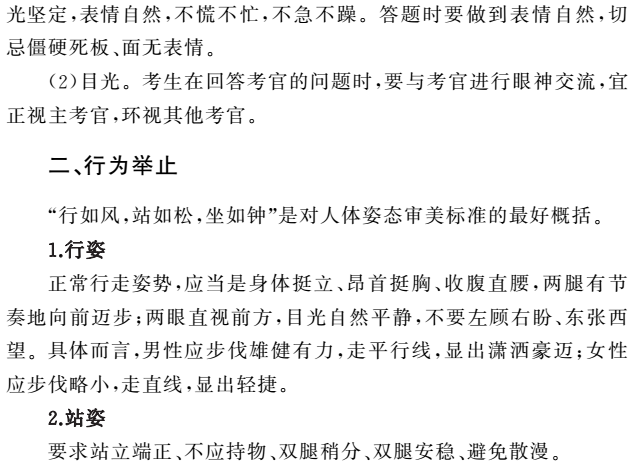 光坚定,表情自然,不慌不忙,不急不躁。答题时要做到表情自然,切
忌僵硬死板、面无表情。
(2)目光。考生在回答考官的问题时,要与考官进行眼神交流,宜
正视主考官,环视其他考官。
二、行为举止
“行如风,站如松,坐如钟”是对人体姿态审美标准的最好概括。
1.行姿
正常行走姿势,应当是身体挺立、昂首挺胸、收腹直腰,两腿有节
奏地向前迈步;两眼直视前方,目光自然平静,不要左顾右盼、东张西
望。具体而言,男性应步伐雄健有力,走平行线,显出潇洒豪迈;女性
应步伐略小,走直线,显出轻捷。
2.站姿
要求站立端正、不应持物、双腿稍分、双腿安稳、避免散漫。